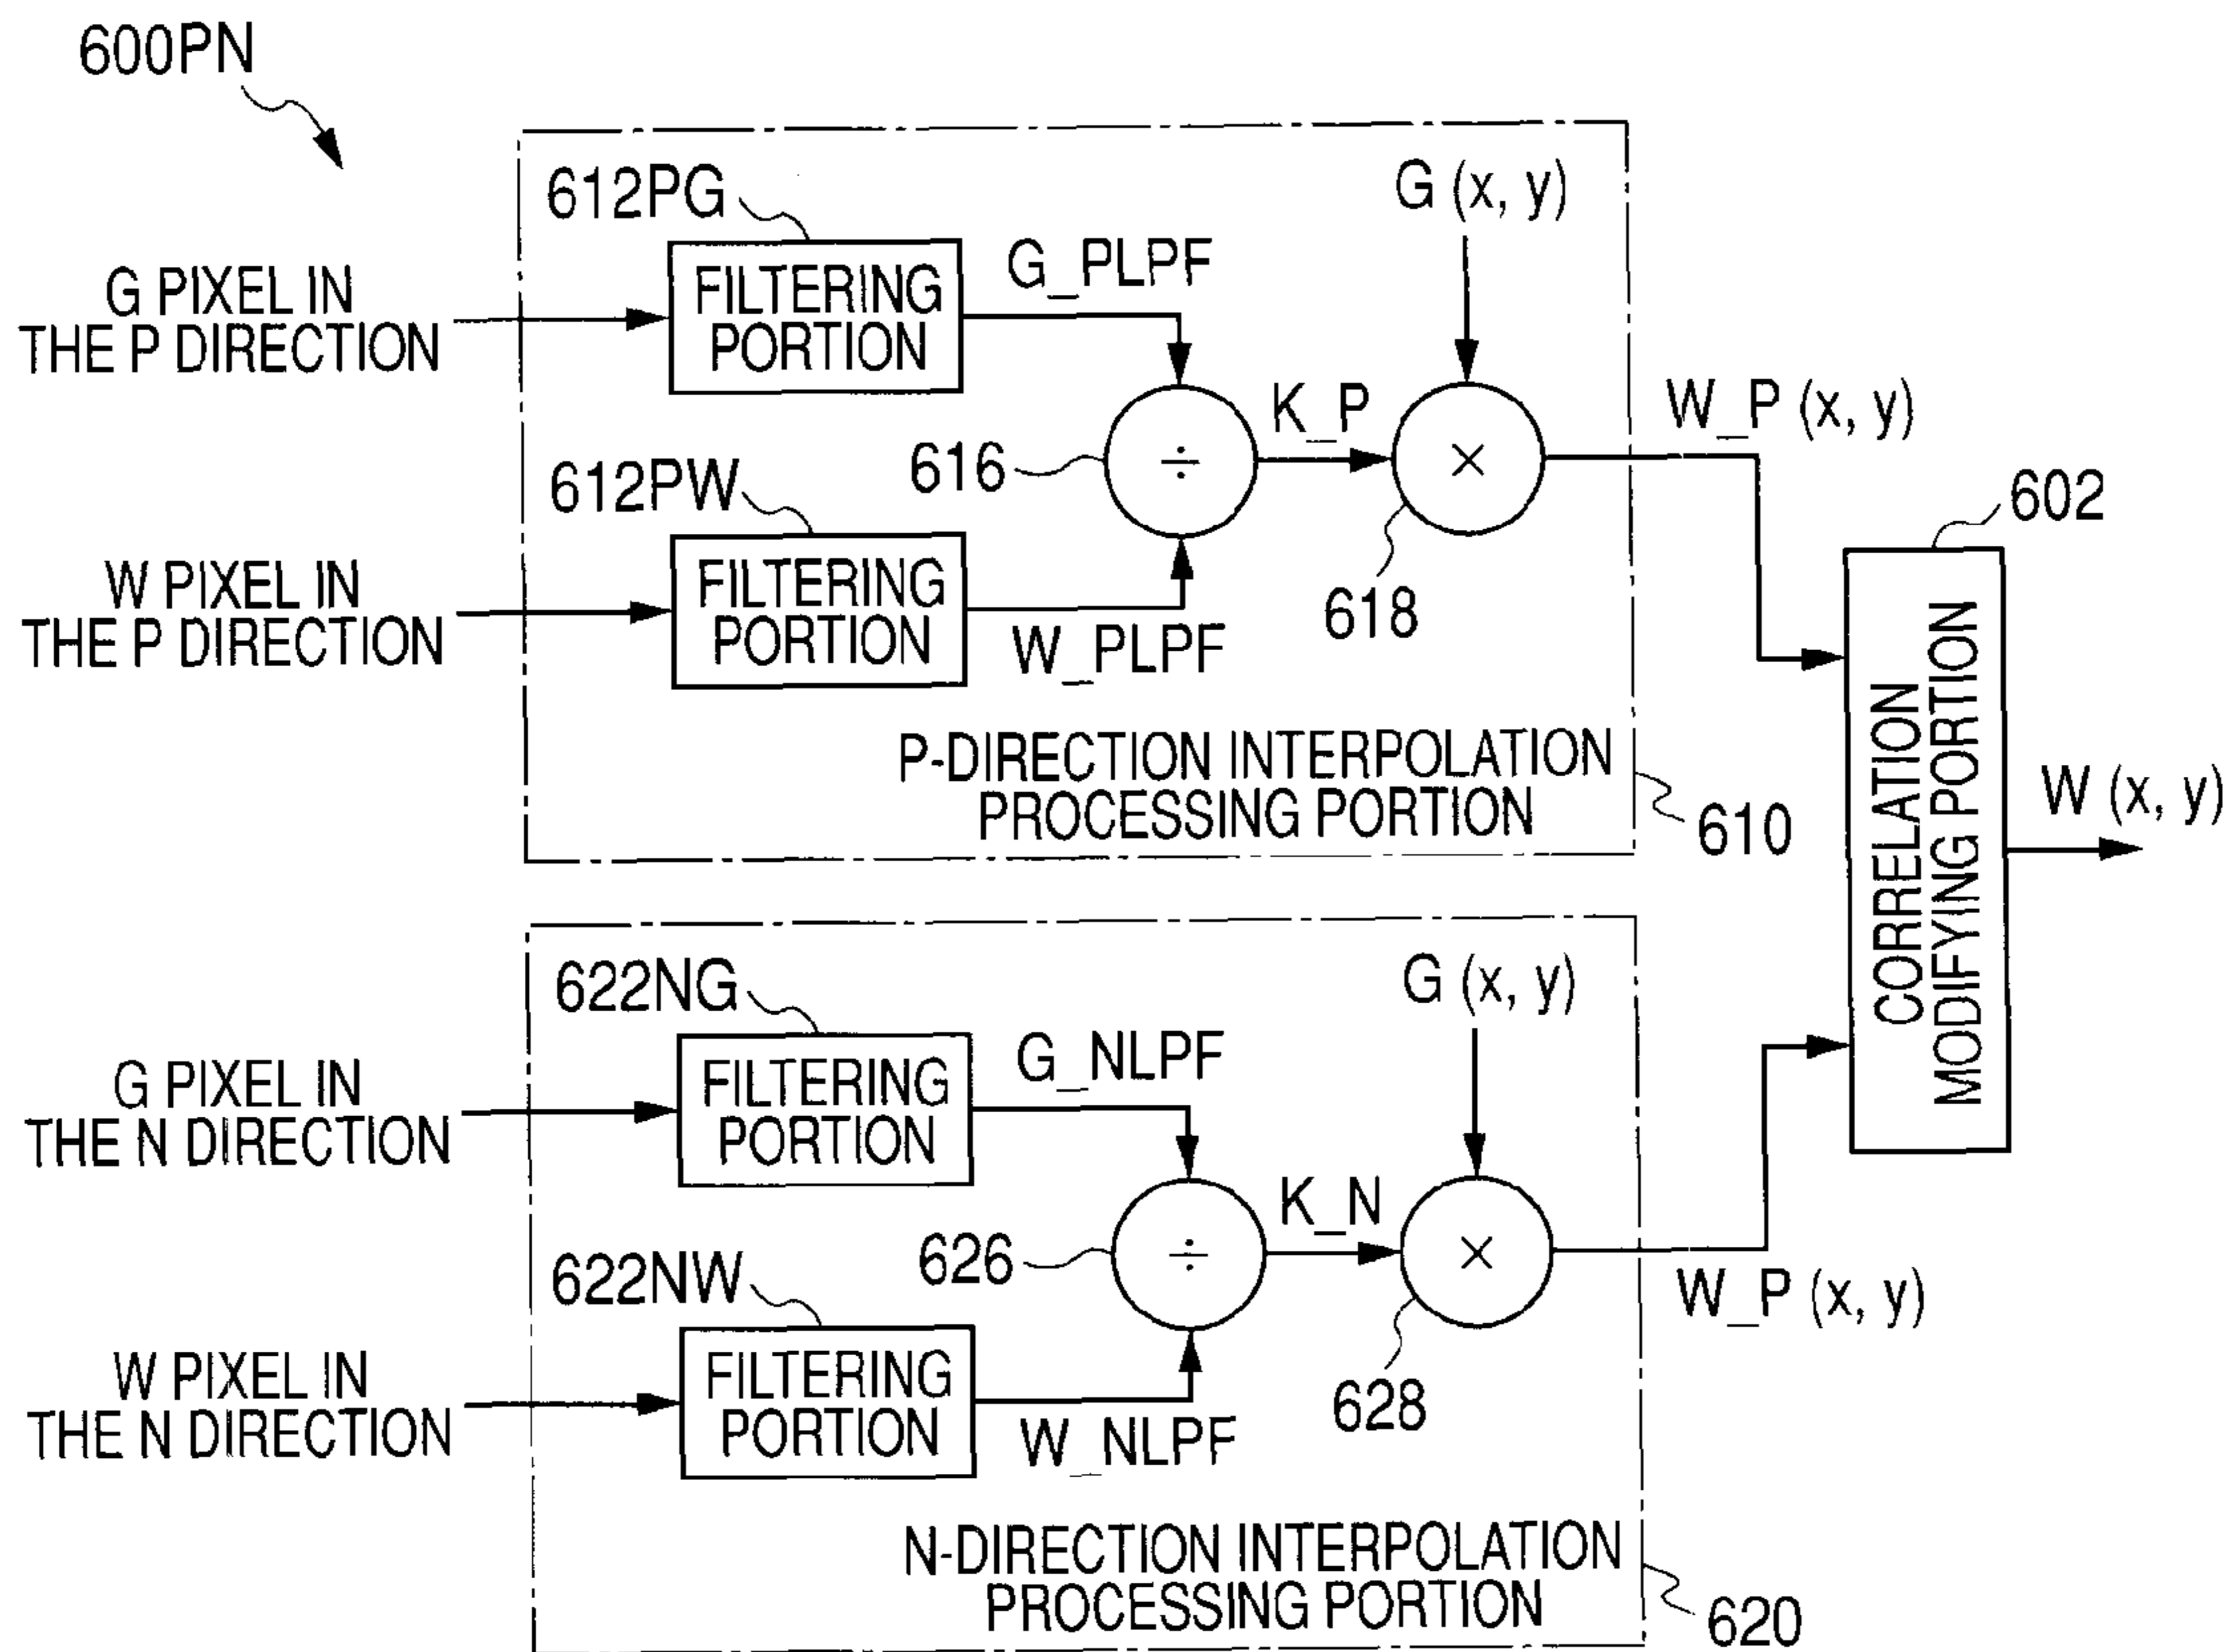 600PN
612PG
G (x, y)
G PIXEL IN
THE P DIRECTION
FILTERING
PORTION
G_PLPF
K_P
W_P (x, y)
616
÷
×
612PW
602
W PIXEL IN
THE P DIRECTION
FILTERING
PORTION
W_PLPF
618
P-DIRECTION INTERPOLATION
PROCESSING PORTION
610
CORRELATION
MODIFYING PORTION
W (x, y)
622NG
G (x, y)
G PIXEL IN
THE N DIRECTION
FILTERING
PORTION
G_NLPF
K_N
626
÷
×
622NW
W_P (x, y)
W PIXEL IN
THE N DIRECTION
FILTERING
PORTION
W_NLPF
628
N-DIRECTION INTERPOLATION
PROCESSING PORTION
620